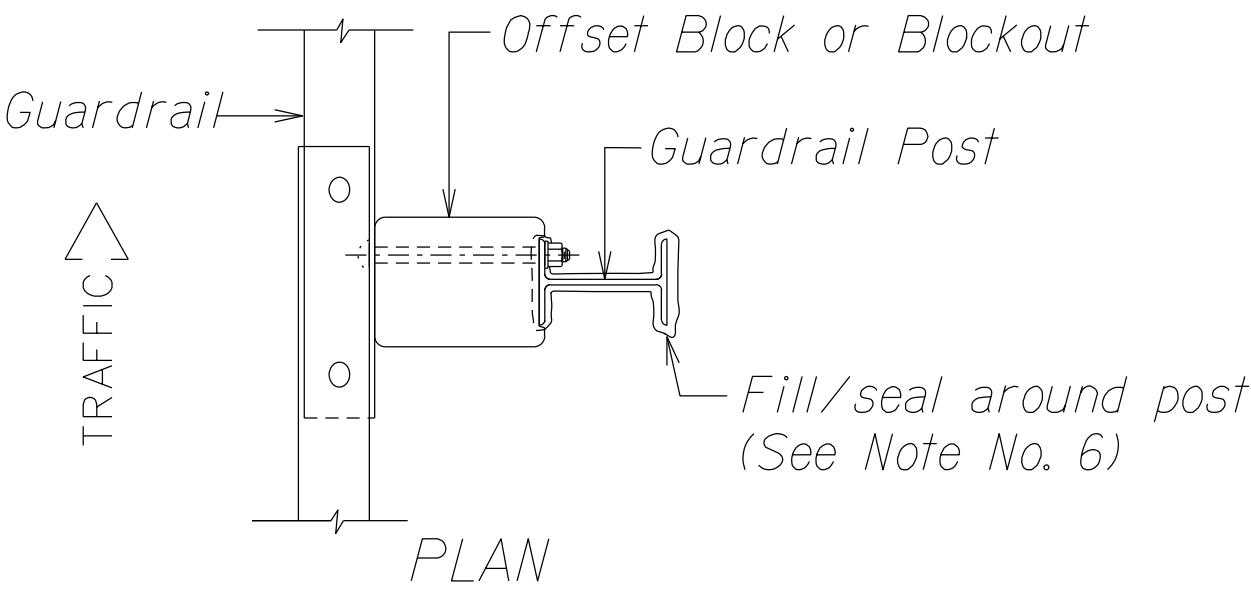 Offset Block or Blockout
Guardrail
Guardrail Post
TRAFFIC
Fill/seal around post
(See Note No. 6)
PLAN